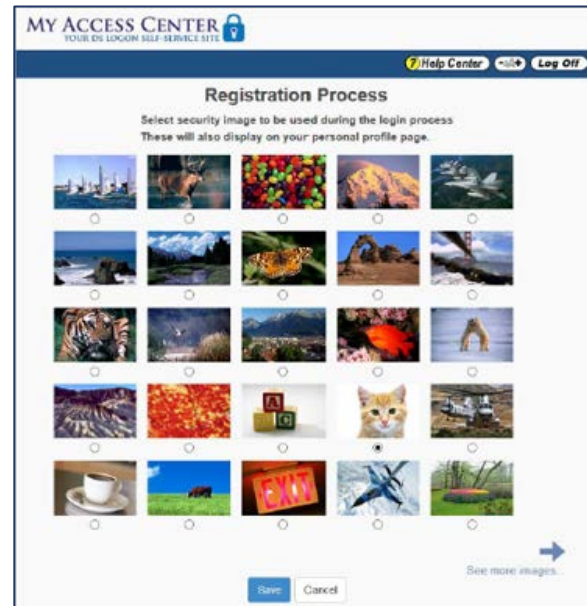 MY ACCESS CENTER
YOUR DS LOGON SELF-SERVICE SITE
Help Center
Log Off
Registration Process
Select security image to be used during the login process
These will also display on your personal profile page.
A
EXIT
See more images
Save Cancel